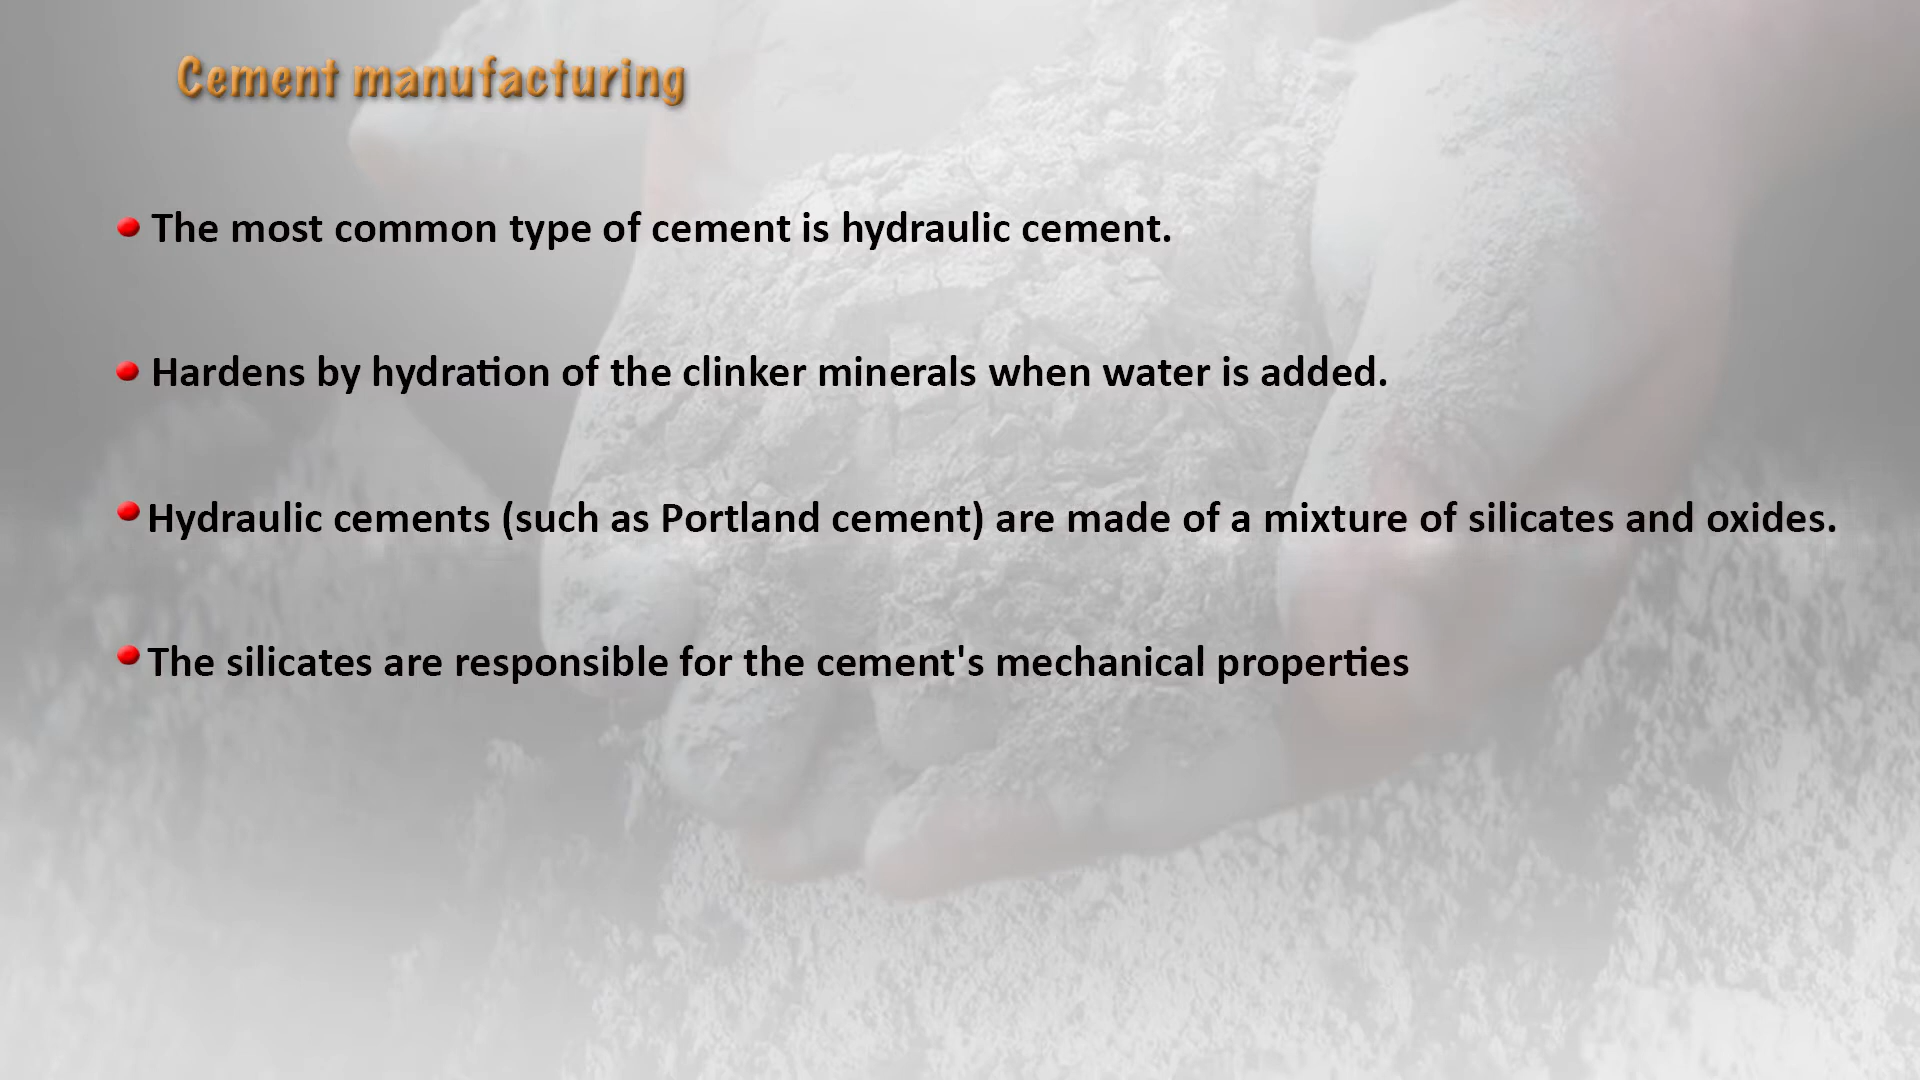 Cement manufacturing
The most common type of cement is hydraulic cement.
Hardens by hydration of the clinker minerals when water is added.
Hydraulic cements (such as Portland cement) are made of a mixture of silicates and oxides.
The silicates are responsible for the cement's mechanical properties